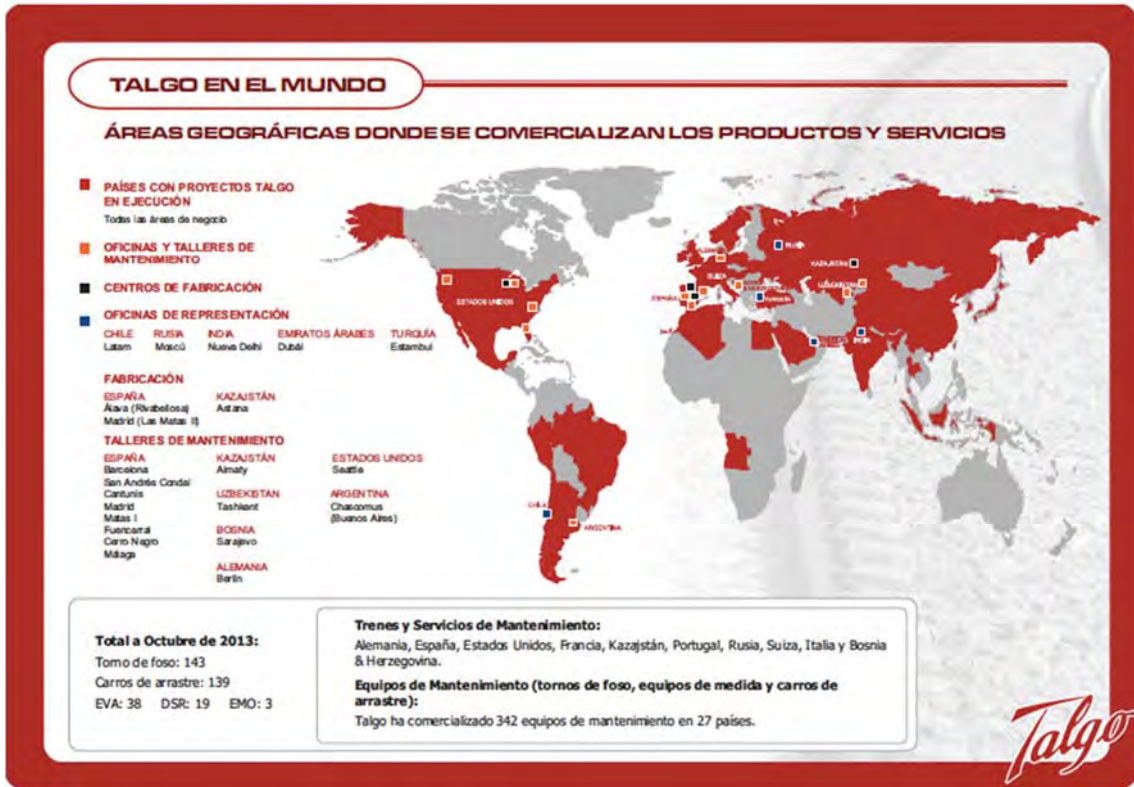 TALGO EN EL MUNDO
ÁREAS GEOGRÁFICAS DONDE SE COMERCIALIZAN LOS PRODUCTOS Y SERVICIOS
PAÍSES CON PROYECTOS TALGO
EN EJECUCIÓN
Todas las áreas de negocio
OFICINAS Y TALLERES DE
MANTENIMIENTO
CENTROS DE FABRICACIÓN
OFICINAS DE REPRESENTACIÓN
CHILE RUSIA INDIA EMIRATOS ÁRABES TURQUÍA
Latam Moscú Nueva Delhi Dubái Estambul
FABRICACIÓN
ESPAÑA KAZAJSTÁN
Álava (Rivabellosa) Astana
Madrid (Las Matas II)
TALLERES DE MANTENIMIENTO
ESPAÑA KAZAJSTÁN ESTADOS UNIDOS
Barcelona Almaty Seattle
San Andrés Condal
Cantunis UZBEKISTAN ARGENTINA
Madrid Tashkent Chascomus
Matas I (Buenos Aires)
Fuencarral BOSNIA
Cerro Negro Sarajevo
Málaga
ALEMANIA
Berlin
ESTADOS UNIDOS
CHILE
ARGENTINA
ESPAÑA
SUIZA
RUSIA
KAZAJSTÁN
INDIA
Total a Octubre de 2013:
Torno de foso: 143
Carros de arrastre: 139
EVA: 38 DSR: 19 EMO: 3
Trenes y Servicios de Mantenimiento:
Alemania, España, Estados Unidos, Francia, Kazajstán, Portugal, Rusia, Suiza, Italia y Bosnia
& Herzegovina.
Equipos de Mantenimiento (tornos de foso, equipos de medida y carros de
arrastre):
Talgo ha comercializado 342 equipos de mantenimiento en 27 países.
Talgo